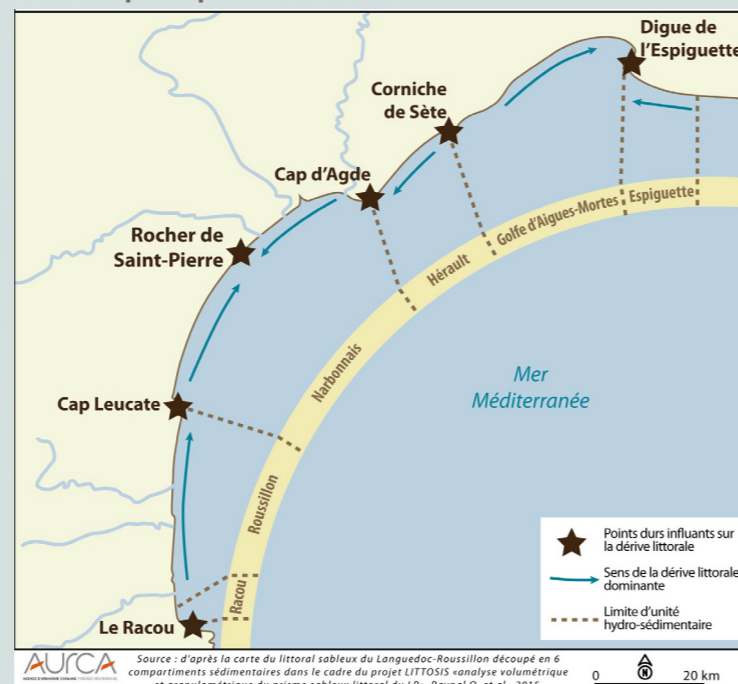 Digue de
l'Espiguette
Corniche
de Sète
Cap d'Agde
Rocher de
Saint-Pierre
Golfe d'Aigues-Mortes
Espiguette
Hérault
Narbonnais
Mer
Méditerranée
Cap Leucate
Roussillon
Racou
Le Racou
Points durs influants sur
la dérive littorale
Sens de la dérive littorale
dominante
Limite d'unité
hydro-sédimentaire
AURCA
Source : d'après la carte du littoral sableux du Languedoc-Roussillon découpé en 6
compartiments sédimentaires dans le cadre du projet LITTOSIS «analyse volumétrique
N
0 20 km